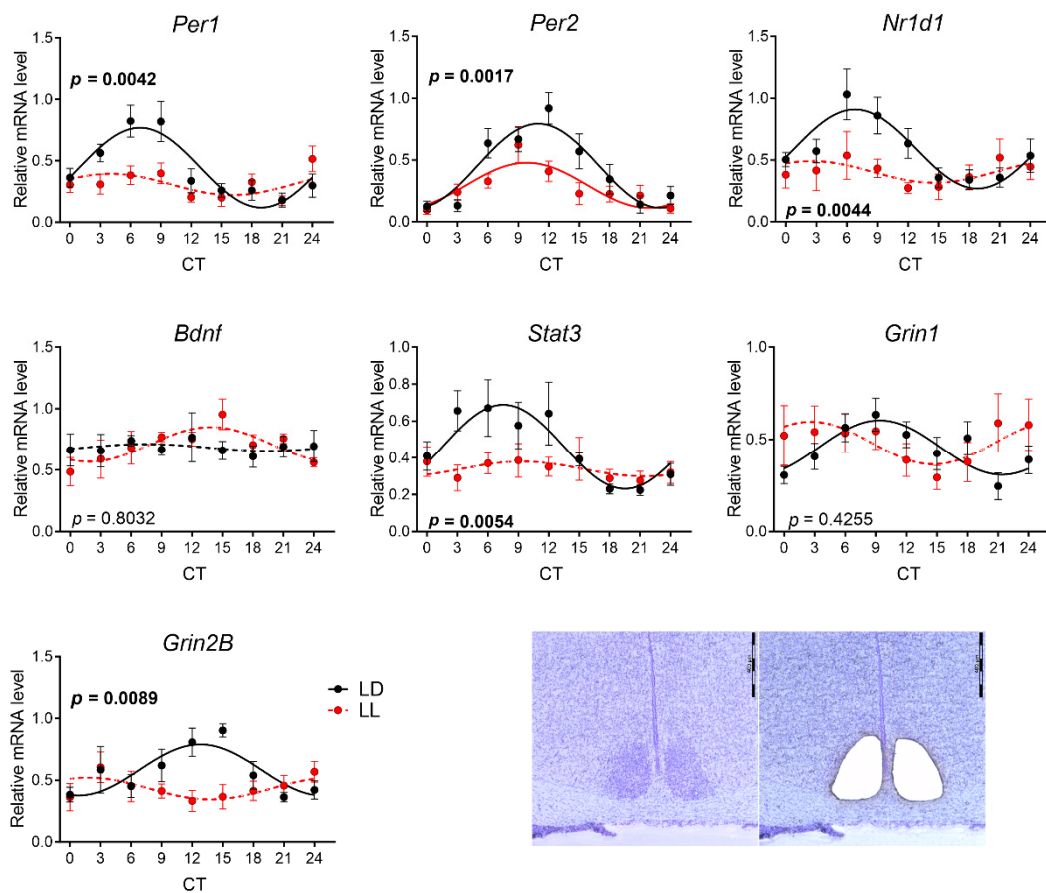 Per1
Relative mRNA level
1.5
1.0
0.5
0.0
p = 0.0042
0 3 6 9 12 15 18 21 24
CT
Per2
Relative mRNA level
1.5
1.0
0.5
0.0
p = 0.0017
0 3 6 9 12 15 18 21 24
CT
Nr1d1
Relative mRNA level
1.5
1.0
0.5
0.0
p = 0.0044
0 3 6 9 12 15 18 21 24
CT
Bdnf
Relative mRNA level
1.5
1.0
0.5
0.0
p = 0.8032
0 3 6 9 12 15 18 21 24
CT
Stat3
Relative mRNA level
1.0
0.8
0.6
0.4
0.2
0.0
p = 0.0054
0 3 6 9 12 15 18 21 24
CT
Grin1
Relative mRNA level
1.0
0.5
0.0
p = 0.4255
0 3 6 9 12 15 18 21 24
CT
Grin2B
Relative mRNA level
1.5
1.0
0.5
0.0
p = 0.0089
0 3 6 9 12 15 18 21 24
CT
LD
LL